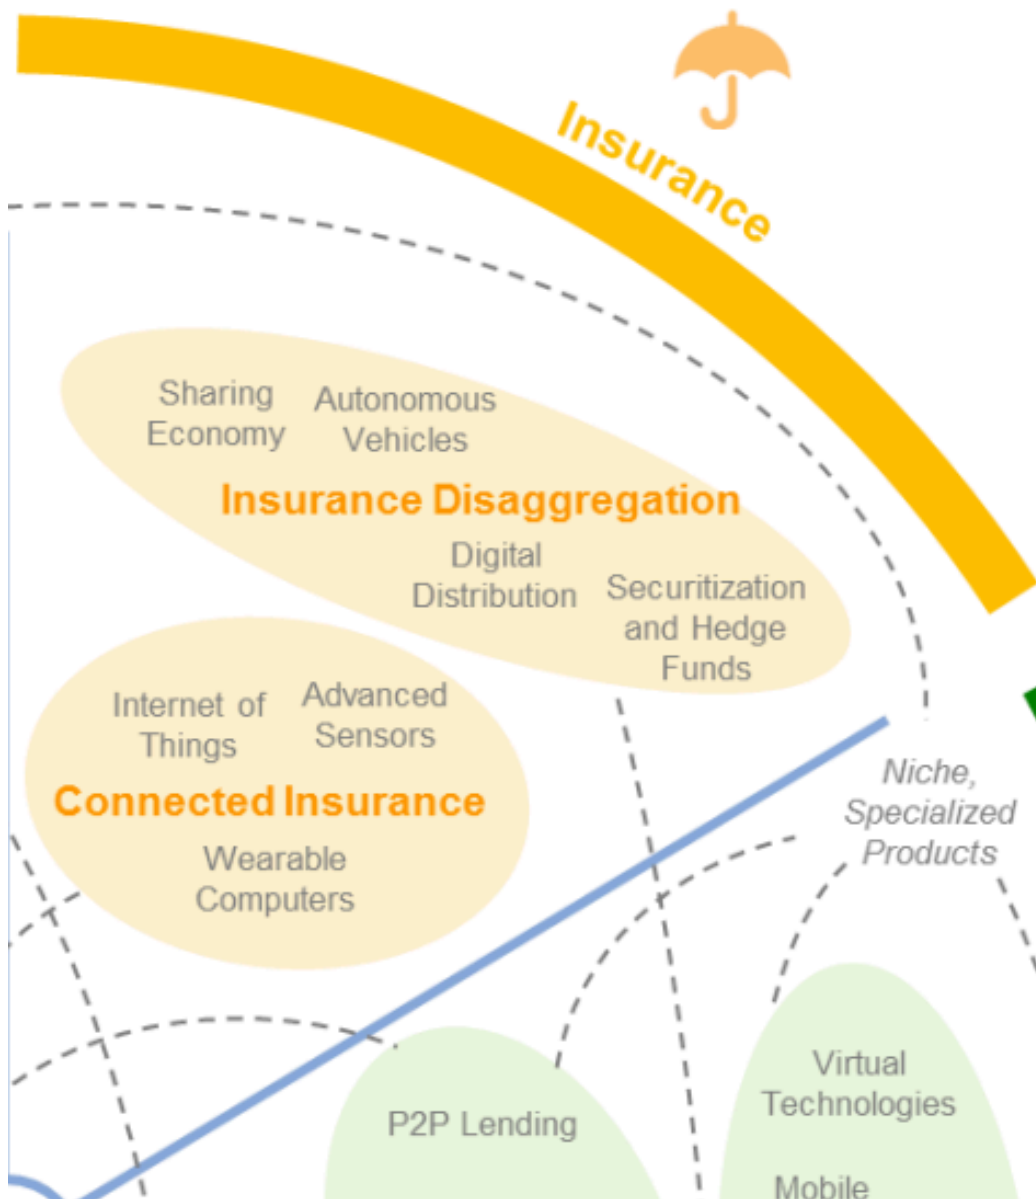 Insurance
Sharing
Economy
Autonomous
Vehicles
Insurance Disaggregation
Digital
Distribution
Securitization
and Hedge
Funds
Internet of
Things
Advanced
Sensors
Connected Insurance
Wearable
Computers
Niche,
Specialized
Products
P2P Lending
Virtual
Technologies
Mobile